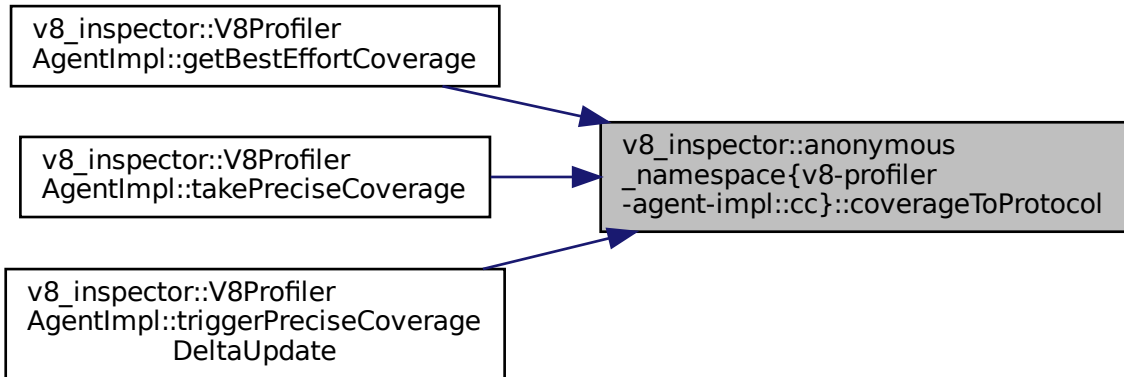 v8_inspector::V8Profiler
AgentImpl::getBestEffortCoverage
v8_inspector::V8Profiler
AgentImpl::takePreciseCoverage
v8_inspector::V8Profiler
AgentImpl::triggerPreciseCoverage
DeltaUpdate
v8_inspector::anonymous
_namespace{v8-profiler
-agent-impl::cc}::coverageToProtocol